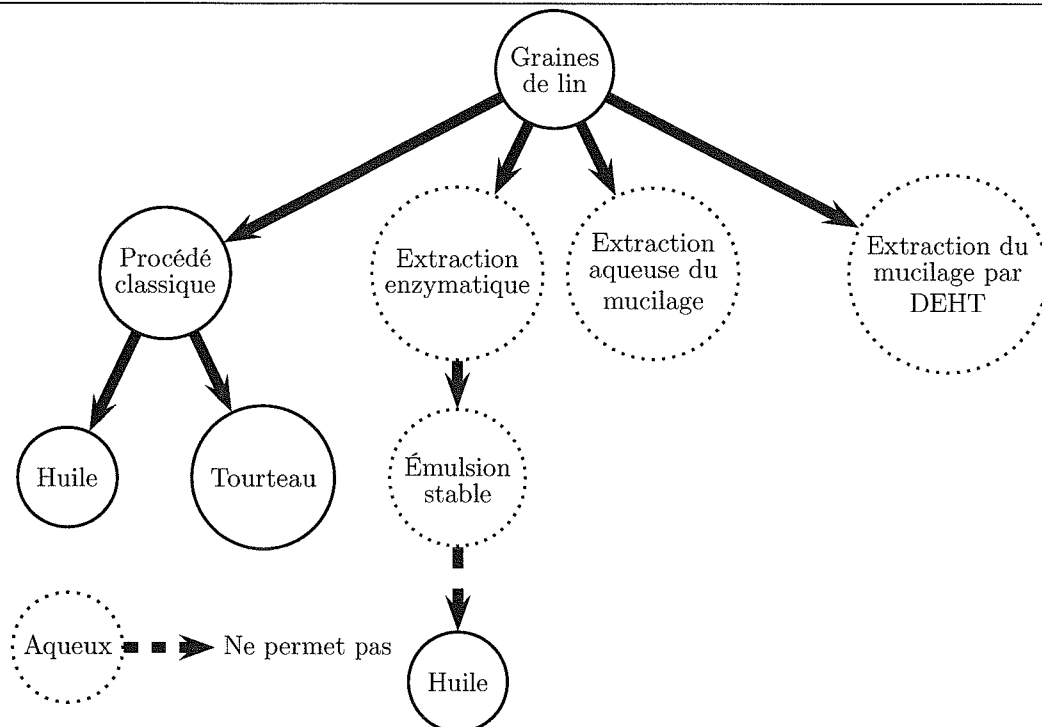 Graines
de lin
Procédé
classique
Extraction
enzymatique
Extraction
aqueuse du
mucilage
Extraction du
mucilage par
DEHT
Huile
Tourteau
Émulsion
stable
Aqueux
Ne permet pas
Huile